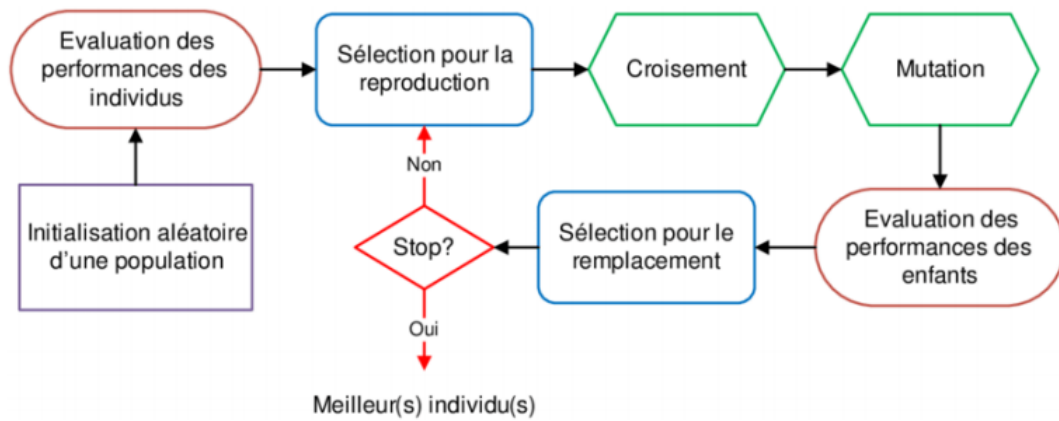 Evaluation des
performances des
individus
Sélection pour la
reproduction
Croisement
Mutation
Non
Initialisation aléatoire
d'une population
Stop?
Sélection pour le
remplacement
Evaluation des
performances des
enfants
Oui
Meilleur(s) individu(s)